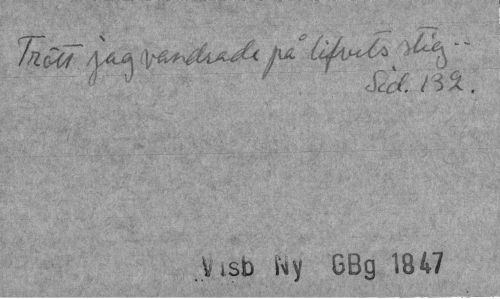 Trött jag vandrade på lifvets stig --
Sid. 132.
Visb Ny GBg 1847